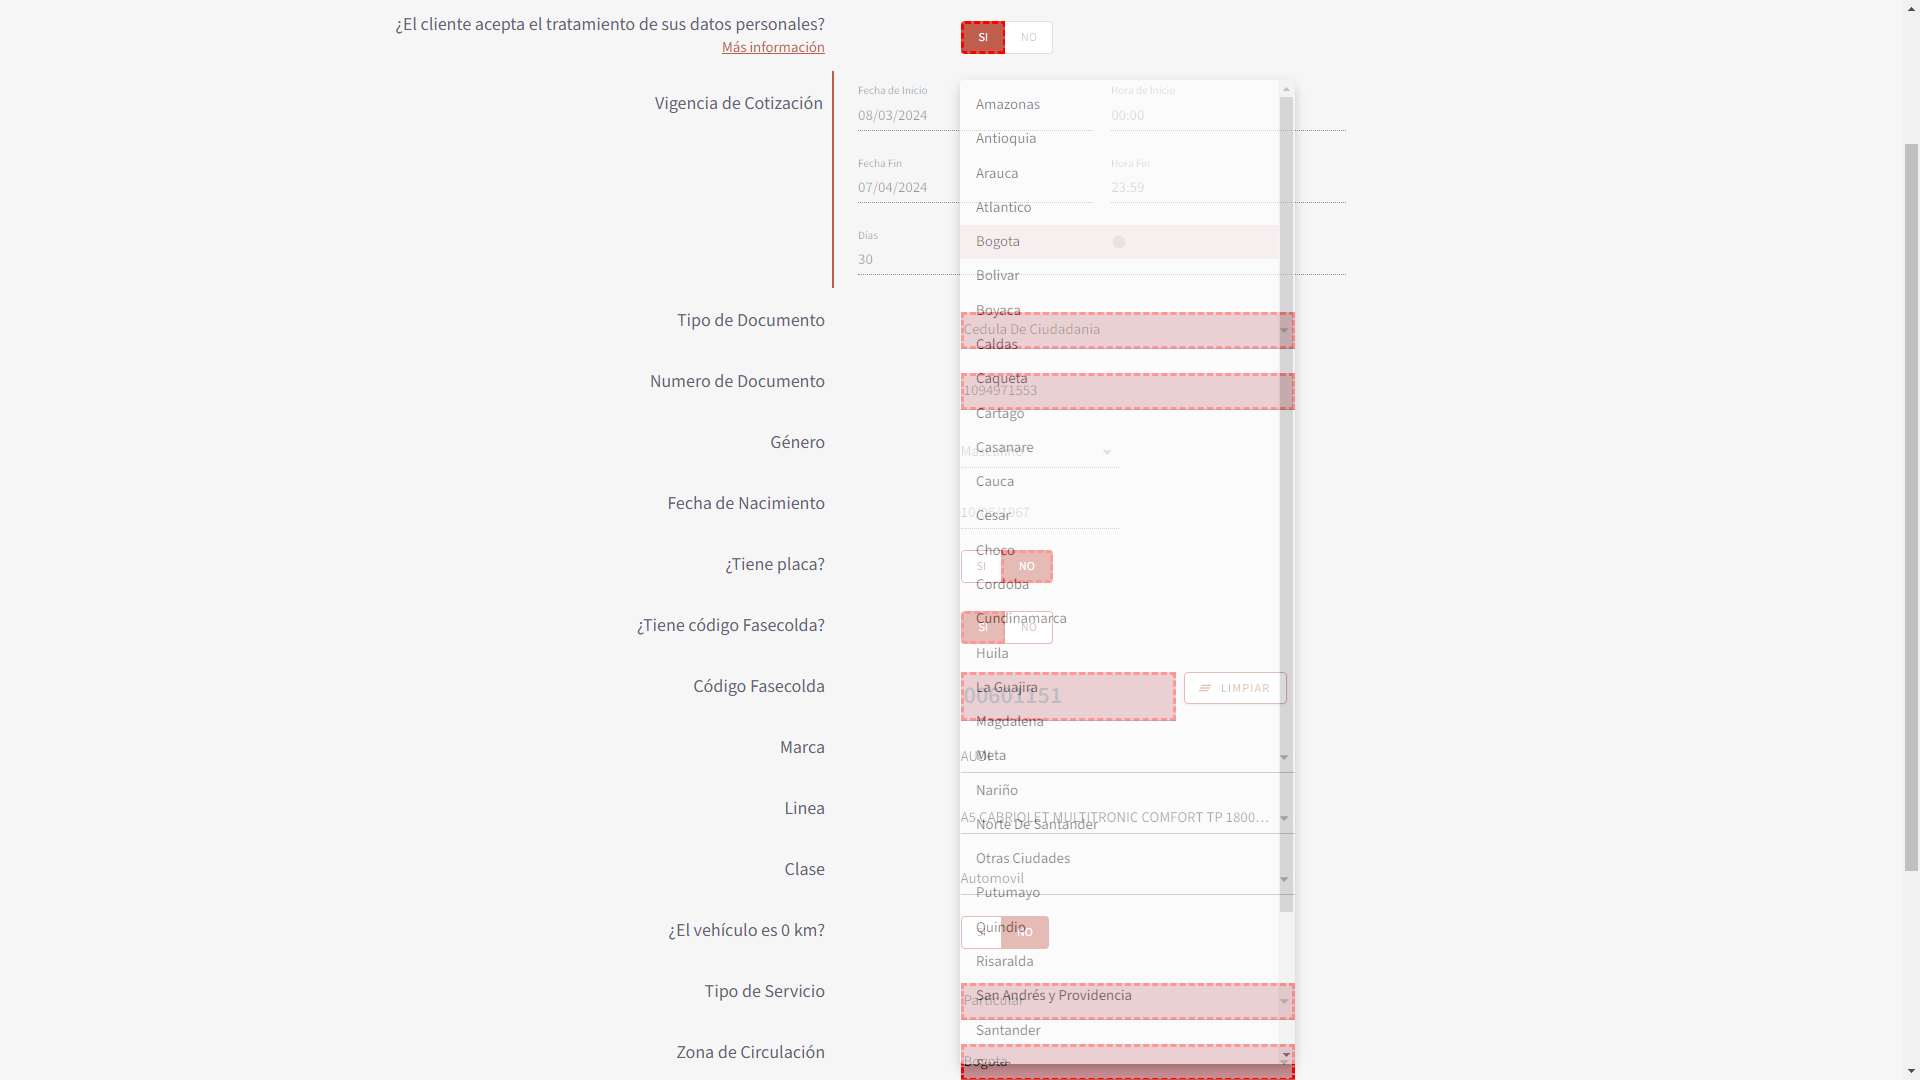 ¿El cliente acepta el tratamiento de sus datos personales?
Más información
SI NO
Vigencia de Cotización
Fecha de Inicio
08/03/2024
Hora de Inicio
00:00
Fecha Fin
07/04/2024
Hora Fin
23:59
Días
30
Amazonas
Antioquia
Arauca
Atlantico
Bogota
Bolivar
Boyaca
Caldas
Caqueta
Cartago
Casanare
Cauca
Cesar
Choco
Cordoba
Cundinamarca
Huila
La Guajira
Magdalena
Meta
Nariño
Norte De Santander
Otras Ciudades
Putumayo
Quindio
Risaralda
San Andrés y Providencia
Santander
Tipo de Documento
Cedula De Ciudadania
Numero de Documento
1094971553
Género
Fecha de Nacimiento
¿Tiene placa?
SI NO
¿Tiene código Fasecolda?
SI NO
Código Fasecolda
00601151
LIMPIAR
Marca
Linea
A5 CABRIOLET MULTITRONIC COMFORT TP 1800...
Clase
Automovil
¿El vehículo es 0 km?
SI NO
Tipo de Servicio
Particular
Zona de Circulación
Bogota